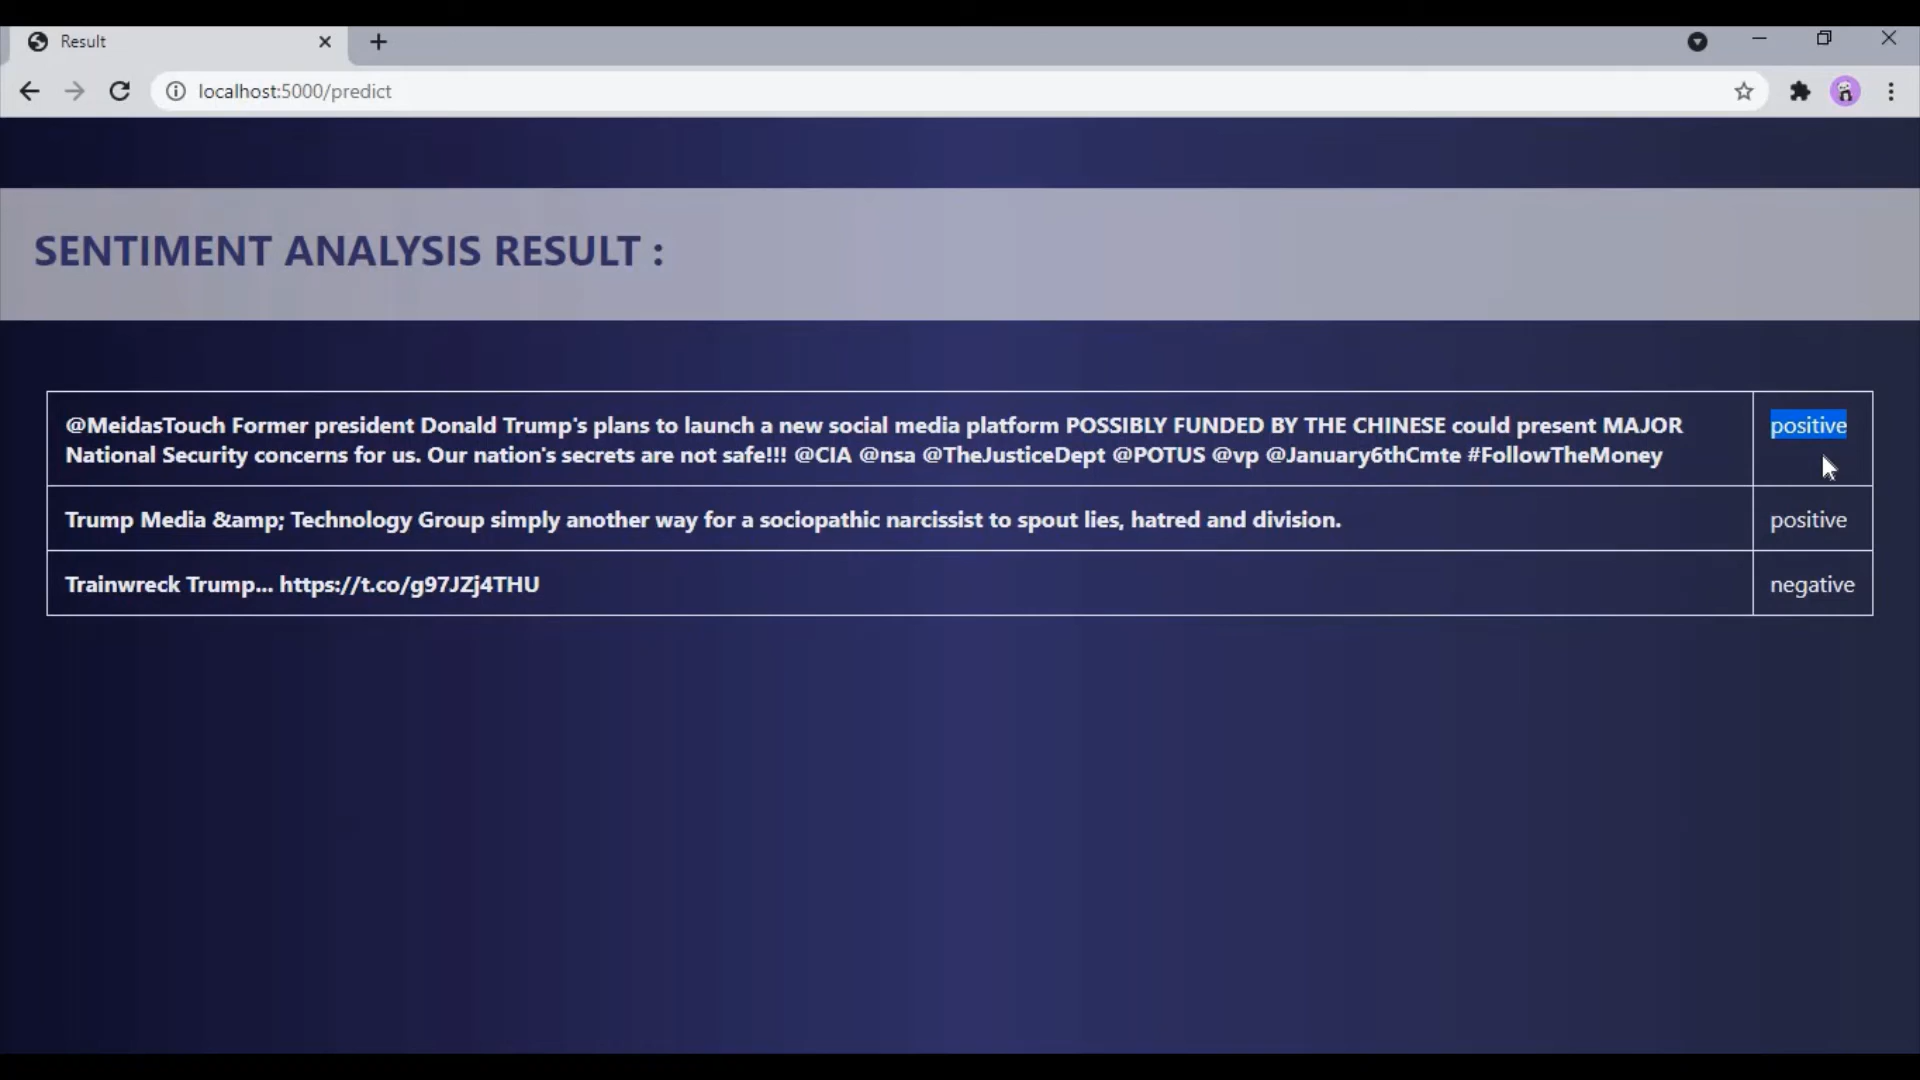 Result
localhost:5000/predict
SENTIMENT ANALYSIS RESULT :
@MeidasTouch Former president Donald Trump's plans to launch a new social media platform POSSIBLY FUNDED BY THE CHINESE could present MAJOR
National Security concerns for us. Our nation's secrets are not safe!!! @CIA @nsa @TheJusticeDept @POTUS @vp @January6thCmte #FollowTheMoney
positive
Trump Media &amp; Technology Group simply another way for a sociopathic narcissist to spout lies, hatred and division.
positive
Trainwreck Trump... https://t.co/g97JZj4THU
negative